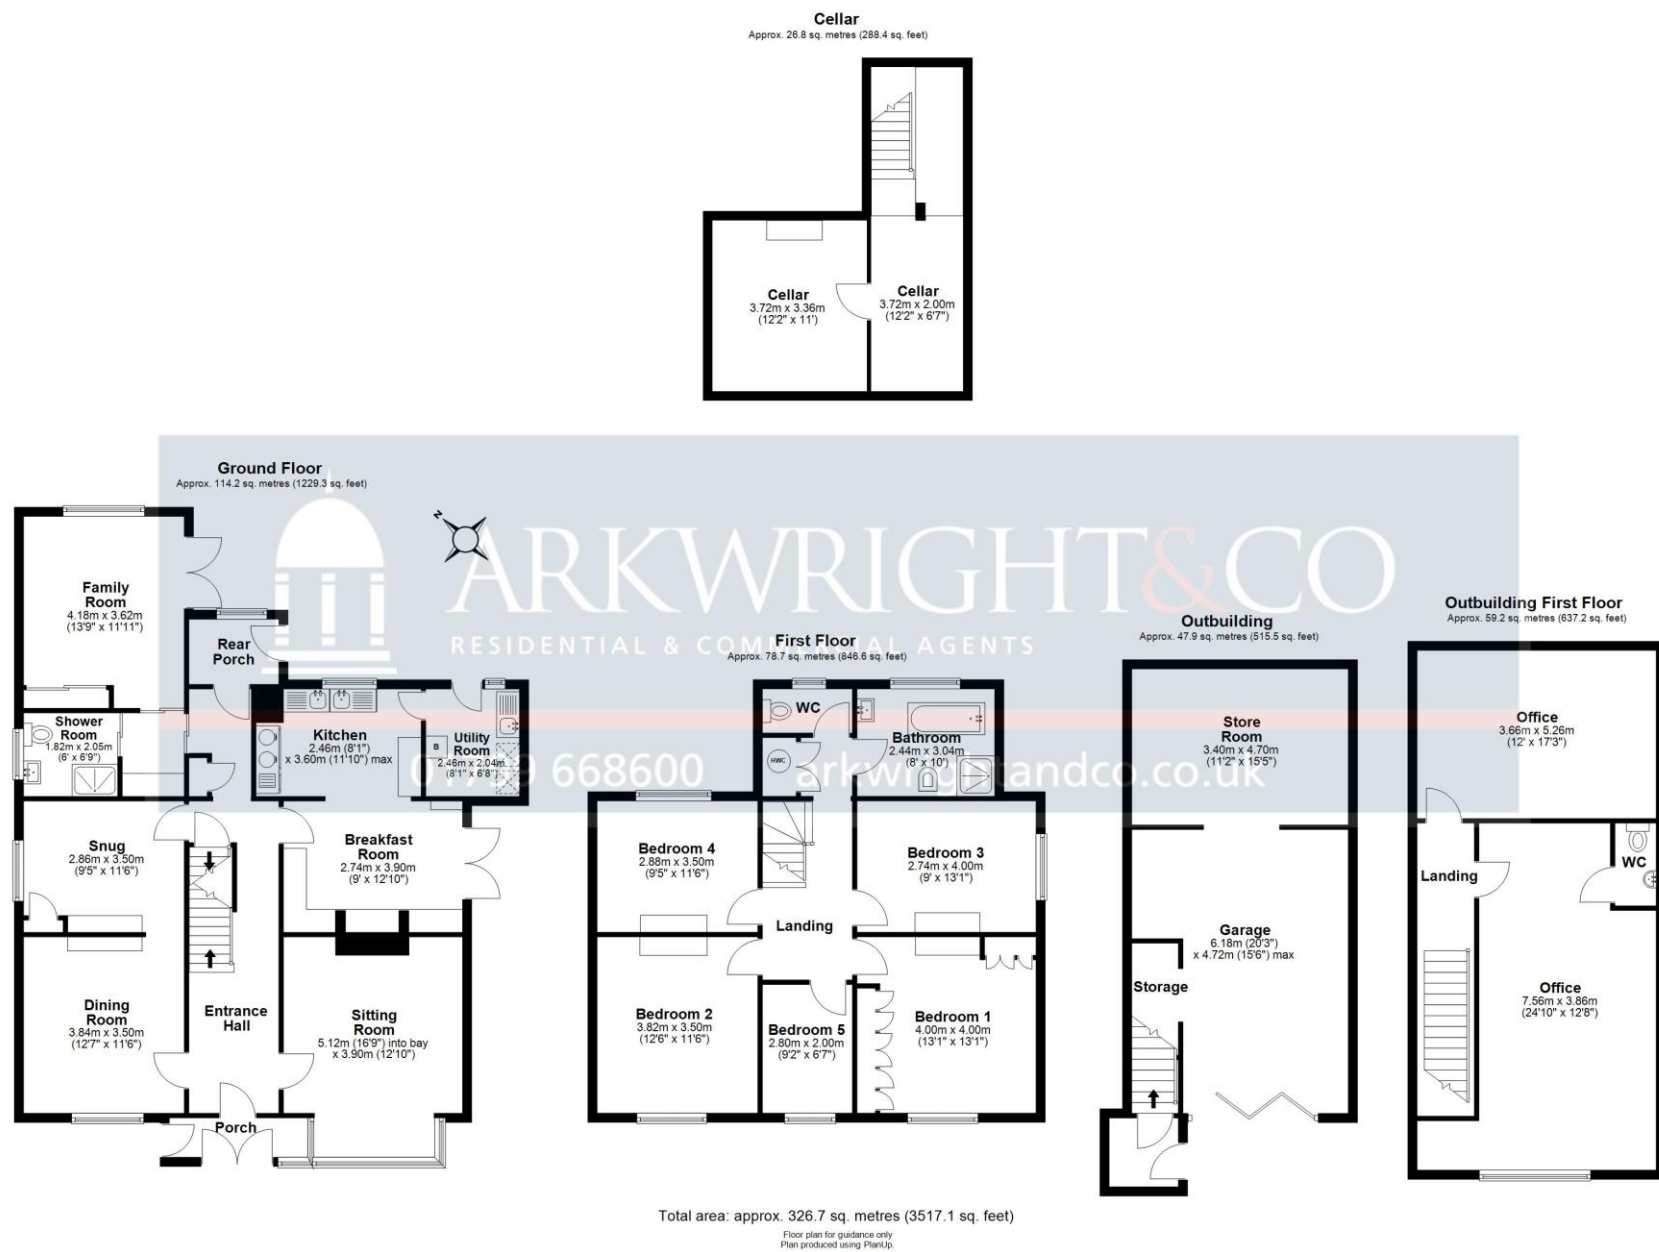 Cellar
Approx. 26.8 sq. metres (288.4 sq. feet)
Cellar
3.72m x 3.36m
(12'2" x 11')
Cellar
3.72m x 2.00m
(12'2" x 6'7")
Ground Floor
Approx. 114.2 sq. metres (1229.3 sq. feet)
Family
Room
4.18m x 3.62m
(13'9" x 11'11")
Rear
Porch
Shower
Room
1.82m x 2.05m
(6' x 6'9")
Kitchen
2.46m (8'1")
x 3.60m (11'10") max
B
Utility
Room
2.46m x 2.04m
(8'1" x 6'8")
Snug
2.86m x 3.50m
(9'5" x 11'6")
Breakfast
Room
2.74m x 3.90m
(9' x 12'10")
Dining
Room
3.84m x 3.50m
(12'7" x 11'6")
Entrance
Hall
Sitting
Room
5.12m (16'9") into bay
x 3.90m (12'10")
Porch
N
ARKWRIGHT&CO
RESIDENTIAL & COMMERCIAL AGENTS
668600
First Floor
Approx. 78.7 sq. metres (846.6 sq. feet)
WC
HWC
Bathroom
2.44m x 3.04m
(8' x 10')
Bedroom 4
2.88m x 3.50m
(9'5" x 11'6")
Bedroom 3
2.74m x 4.00m
(9' x 13'1")
Landing
Bedroom 2
3.82m x 3.50m
(12'6" x 11'6")
Bedroom 5
2.80m x 2.00m
(9'2" x 6'7")
Bedroom 1
4.00m x 4.00m
(13'1" x 13'1")
arkwrightandco.co.uk
Outbuilding
Approx. 47.9 sq. metres (515.5 sq. feet)
Store
Room
3.40m x 4.70m
(11'2" x 15'5")
Garage
6.18m (20'3")
x 4.72m (15'6") max
Storage
Outbuilding First Floor
Approx. 59.2 sq. metres (637.2 sq. feet)
Office
3.66m x 5.26m
(12' x 17'3")
WC
Landing
Office
7.56m x 3.86m
(24'10" x 12'8")
Total area: approx. 326.7 sq. metres (3517.1 sq. feet)
Floor plan for guidance only
Plan produced using PlanUp.